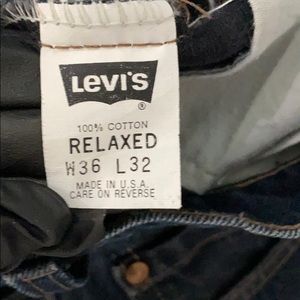 LEVI'S
®
100% COTTON
RELAXED
W36 L32
MADE IN U.S.A.
CARE ON REVERSE